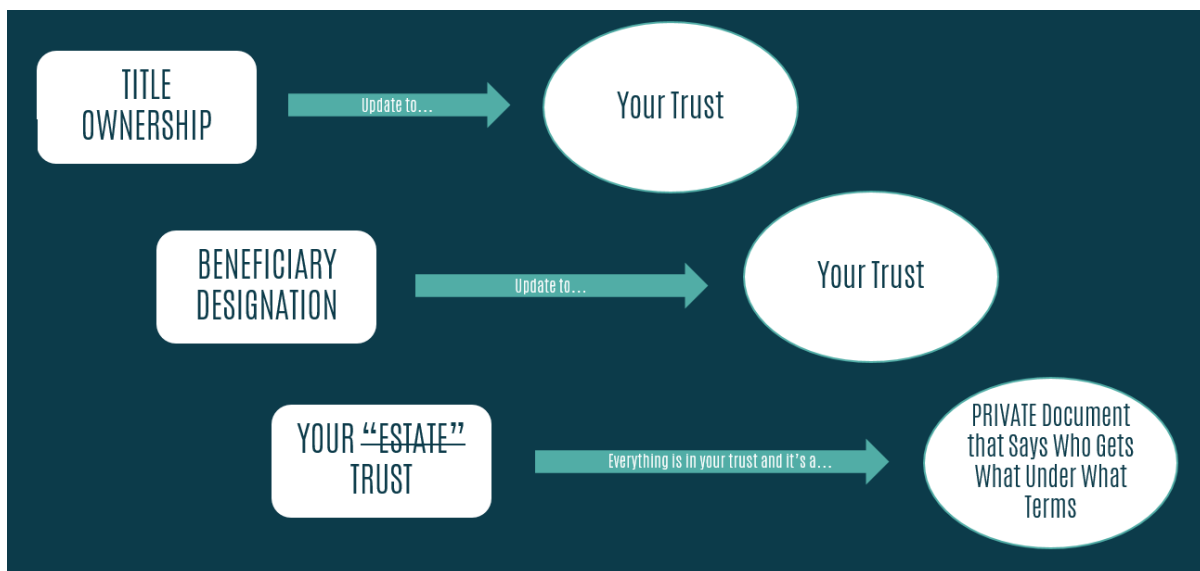 TITLE
OWNERSHIP
Update to...
Your Trust
BENEFICIARY
DESIGNATION
Update to...
Your Trust
YOUR “ESTATE”
TRUST
Everything is in your trust and it's a...
PRIVATE Document
that Says Who Gets
What Under What
Terms